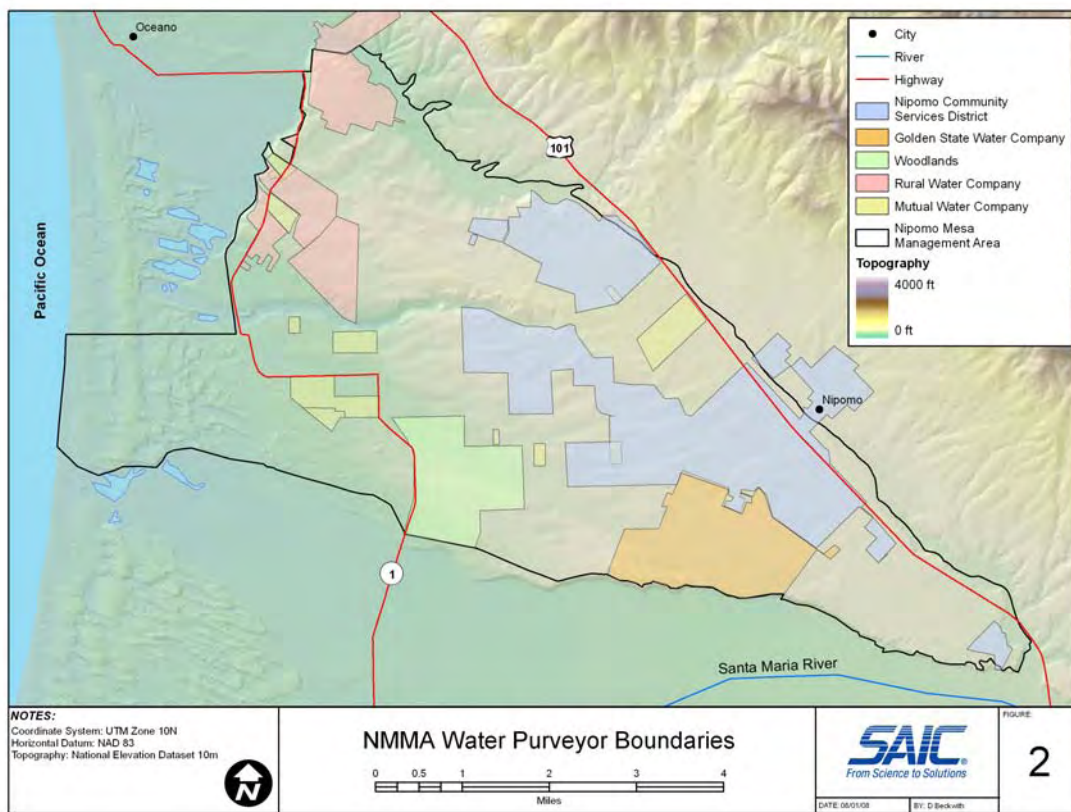 Oceano
101
Pacific Ocean
Nipomo
1
Santa Maria River
City
River
Highway
Nipomo Community
Services District
Golden State Water Company
Woodlands
Rural Water Company
Mutual Water Company
Nipomo Mesa
Management Area
Topography
4000 ft
0 ft
NOTES:
Coordinate System: UTM Zone 10N
Horizontal Datum: NAD 83
Topography: National Elevation Dataset 10m
N
NMMA Water Purveyor Boundaries
0 0.5 1 2 3 4
Miles
SAIC®
From Science to Solutions
DATE: 08/01/08
BY: D.Beckwith
FIGURE:
2